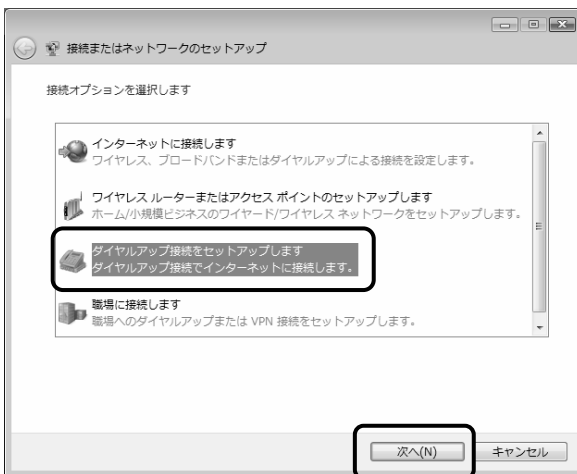 接続またはネットワークのセットアップ
接続オプションを選択します
インターネットに接続します
ワイヤレス、ブロードバンドまたはダイヤルアップによる接続を設定します。
ワイヤレス ルーターまたはアクセス ポイントのセットアップします
ホーム/小規模ビジネスのワイヤード/ワイヤレス ネットワークをセットアップします。
ダイヤルアップ接続をセットアップします
ダイヤルアップ接続でインターネットに接続します。
職場に接続します
職場へのダイヤルアップまたは VPN 接続をセットアップします。
次へ(N) キャンセル